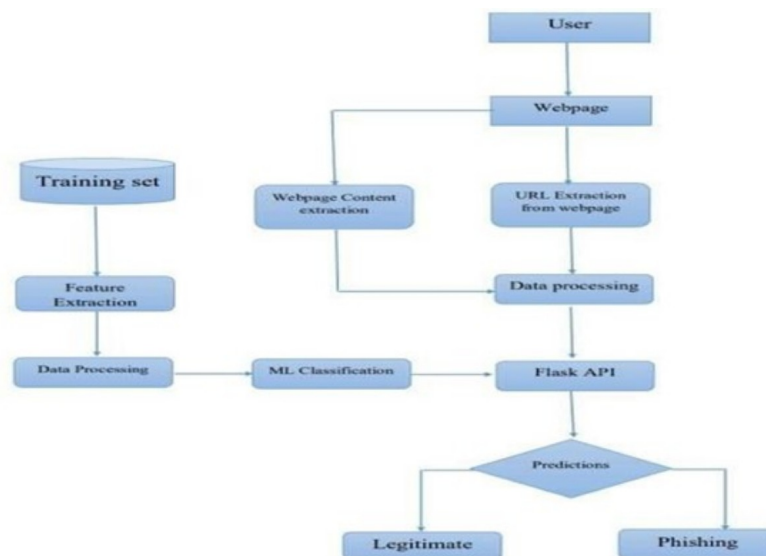 User
Webpage
Training set
Webpage Content
extraction
URL Extraction
from webpage
Feature
Extraction
Data processing
Data Processing
ML Classification
Flask API
Predictions
Legitimate
Phishing